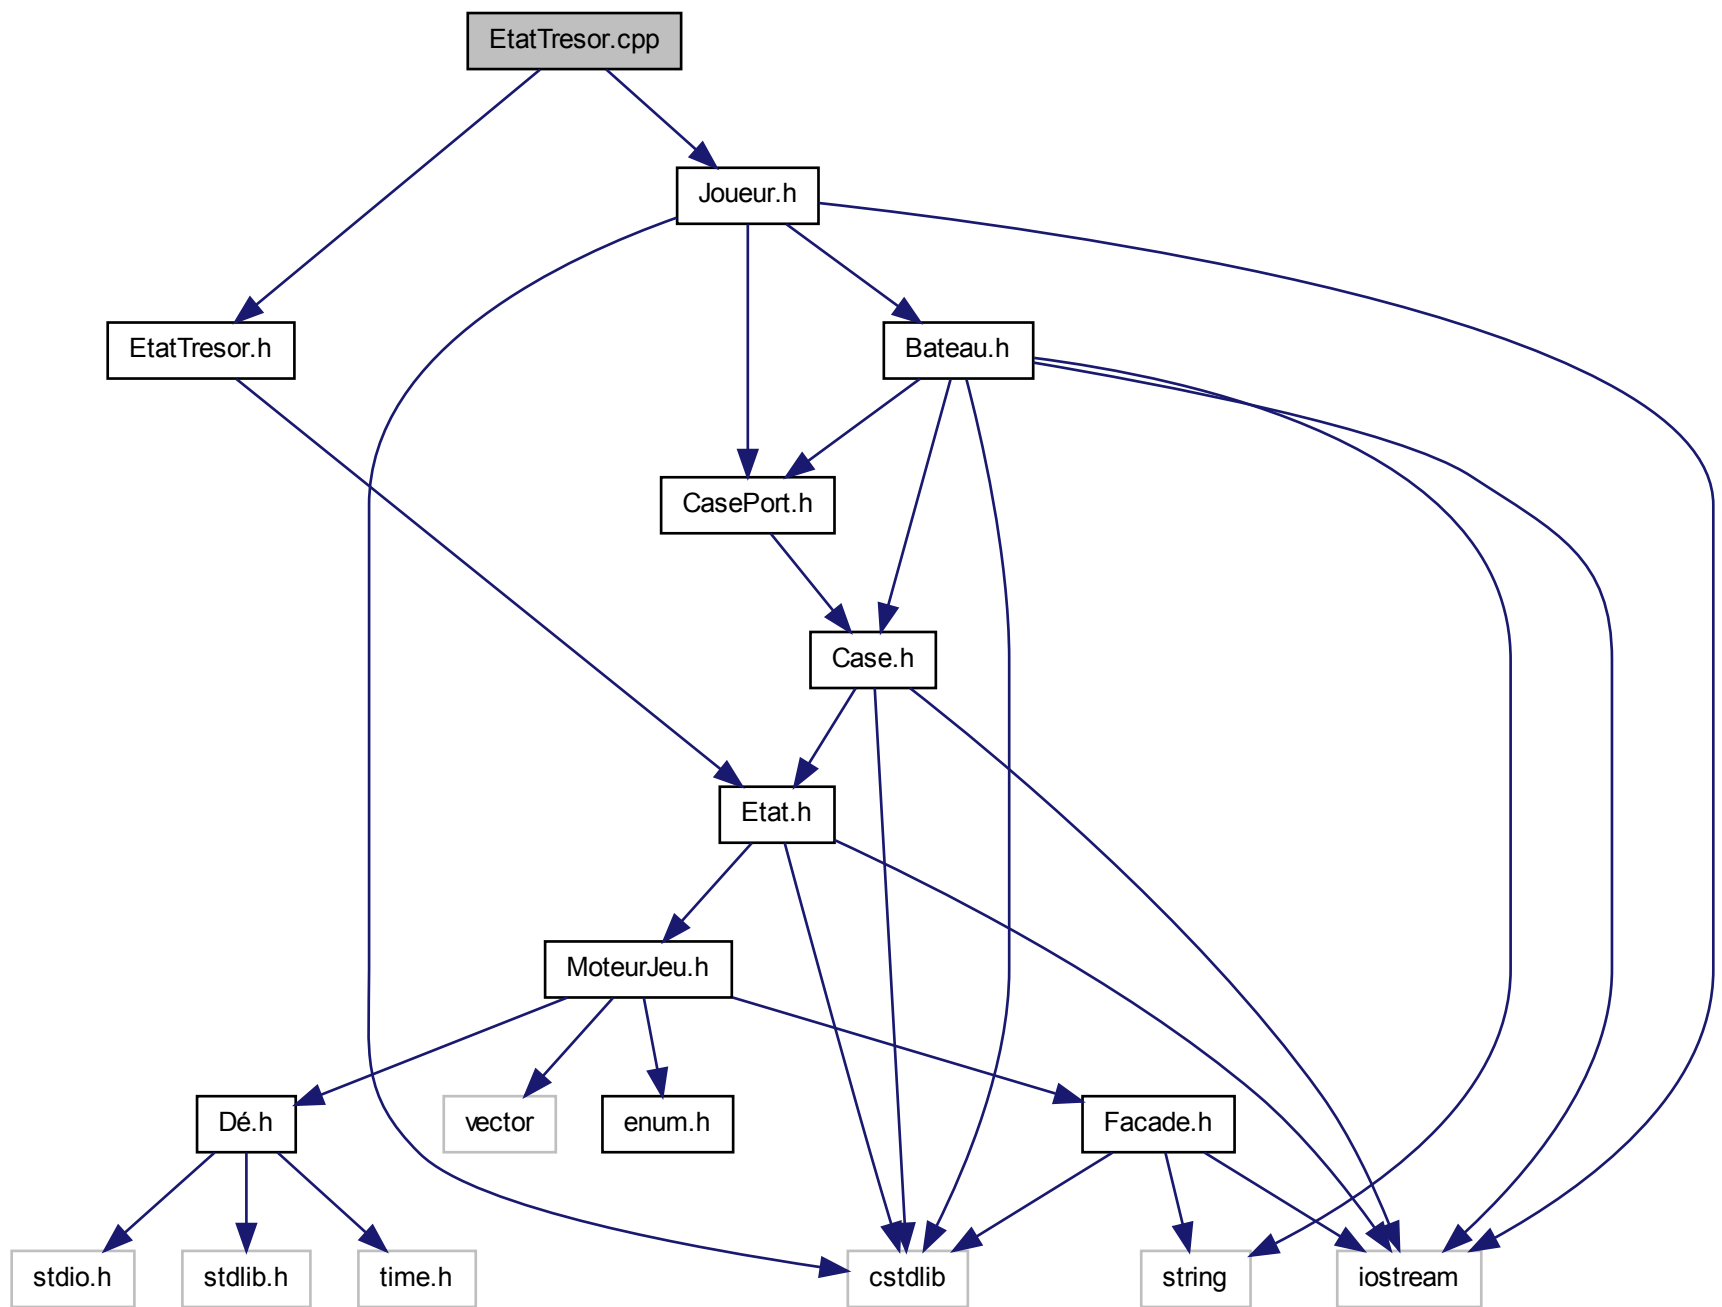 EtatTresor.cpp
Joueur.h
EtatTresor.h
Bateau.h
CasePort.h
Case.h
Etat.h
MoteurJeu.h
Dé.h
vector
enum.h
Facade.h
stdio.h
stdlib.h
time.h
cstdlib
string
iostream